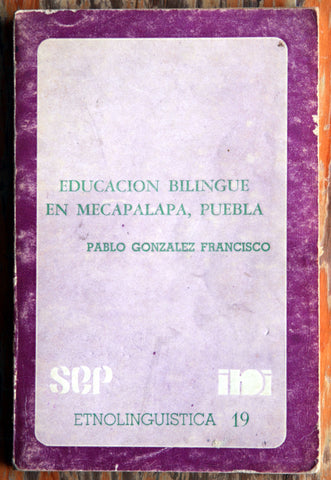 EDUCACION BILINGUE
EN MECAPALAPA, PUEBLA
PABLO GONZALEZ FRANCISCO
SEP
INI
ETNOLINGUISTICA 19